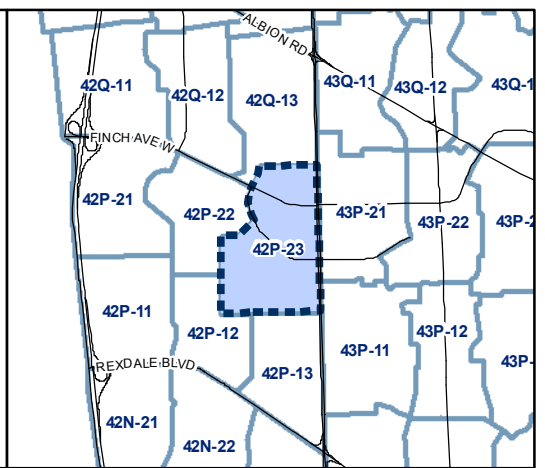 ALBION RD
42Q-11
42Q-12
42Q-13
43Q-11
43Q-12
43Q-1
FINCH AVE W
42P-21
42P-22
42P-23
43P-21
43P-22
43P-2
42P-11
42P-12
42P-13
43P-11
43P-12
43P-
REXDALE BLVD
42N-21
42N-22